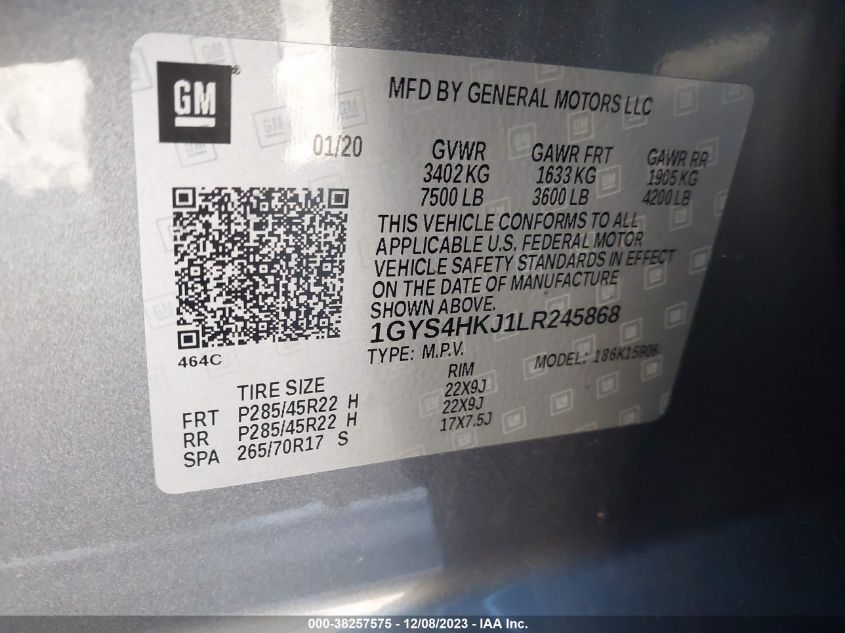 GM
MFD BY GENERAL MOTORS LLC
01/20
GVWR GAWR FRT GAWR RR
3402 KG 1633 KG 1905 KG
7500 LB 3600 LB 4200 LB
THIS VEHICLE CONFORMS TO ALL
APPLICABLE U.S. FEDERAL MOTOR
VEHICLE SAFETY STANDARDS IN EFFECT
ON THE DATE OF MANUFACTURE
SHOWN ABOVE.
1GYS4HKJ1LR245868
464C
TYPE: M.P.V. MODEL: 186K15906
TIRE SIZE RIM
FRT P285/45R22 H 22X9J
RR P285/45R22 H 22X9J
SPA 265/70R17 S 17X7.5J
000-38257575 - 12/08/2023 - IAA Inc.